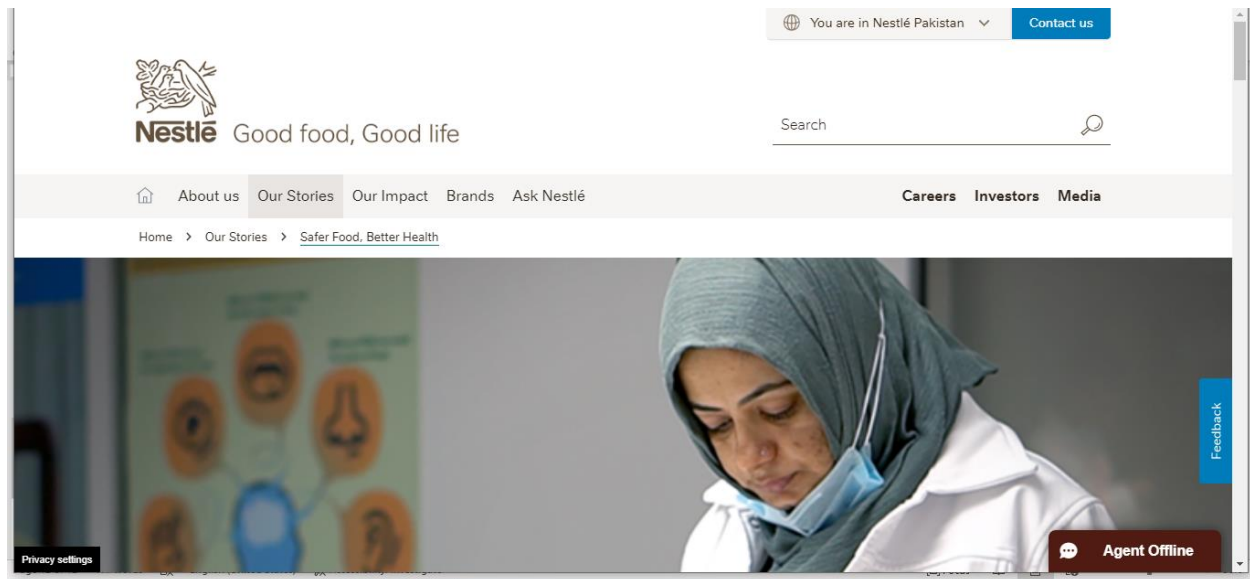 You are in Nestlé Pakistan
Contact us
Nestlé Good food, Good life
Search
About us Our Stories Our Impact Brands Ask Nestlé Careers Investors Media
Home > Our Stories > Safer Food, Better Health
Feedback
Privacy settings
Agent Offline